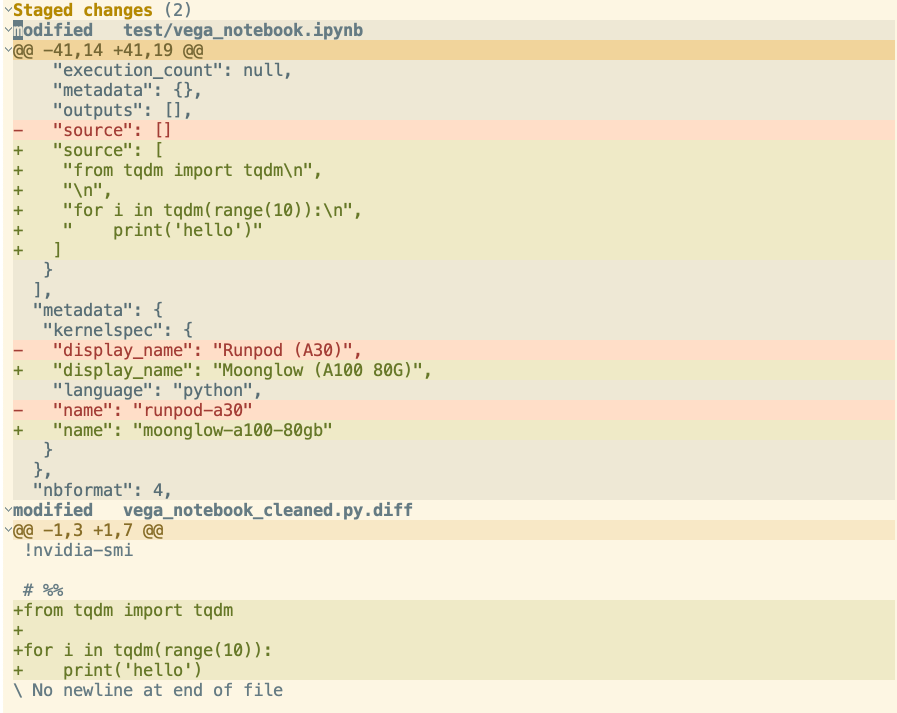 Staged changes (2)
modified   test/vega_notebook.ipynb
@@ -41,14 +41,19 @@
    "execution_count": null,
    "metadata": {},
    "outputs": [],
-   "source": []
+   "source": [
+    "from tqdm import tqdm\n",
+    "\n",
+    "for i in tqdm(range(10)):\n",
+    "    print('hello')"
+   ]
   }
  ],
  "metadata": {
   "kernelspec": {
-   "display_name": "Runpod (A30)",
+   "display_name": "Moonglow (A100 80G)",
    "language": "python",
-   "name": "runpod-a30"
+   "name": "moonglow-a100-80gb"
   }
  },
  "nbformat": 4,
modified   vega_notebook_cleaned.py.diff
@@ -1,3 +1,7 @@
 !nvidia-smi

 # %%
+from tqdm import tqdm
+
+for i in tqdm(range(10)):
+    print('hello')
\ No newline at end of file